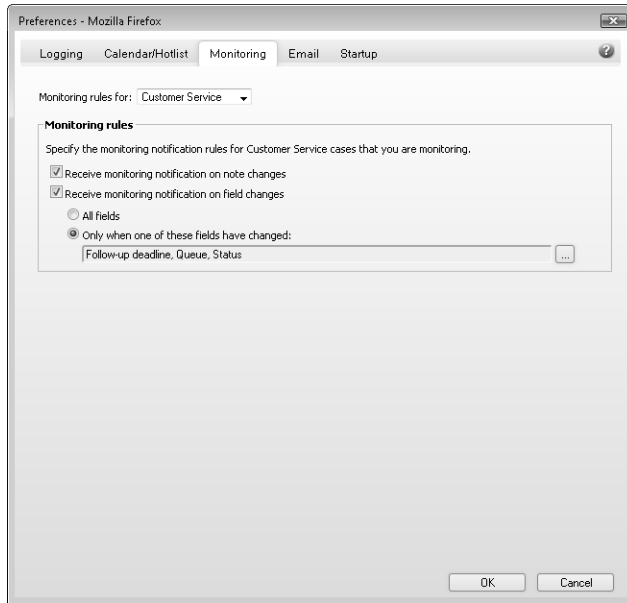 Preferences - Mozilla Firefox
Logging Calendar/Hotlist Monitoring Email Startup ?
Monitoring rules for: Customer Service
Monitoring rules
Specify the monitoring notification rules for Customer Service cases that you are monitoring.
Receive monitoring notification on note changes
Receive monitoring notification on field changes
All fields
Only when one of these fields have changed:
Follow-up deadline, Queue, Status ...
OK Cancel